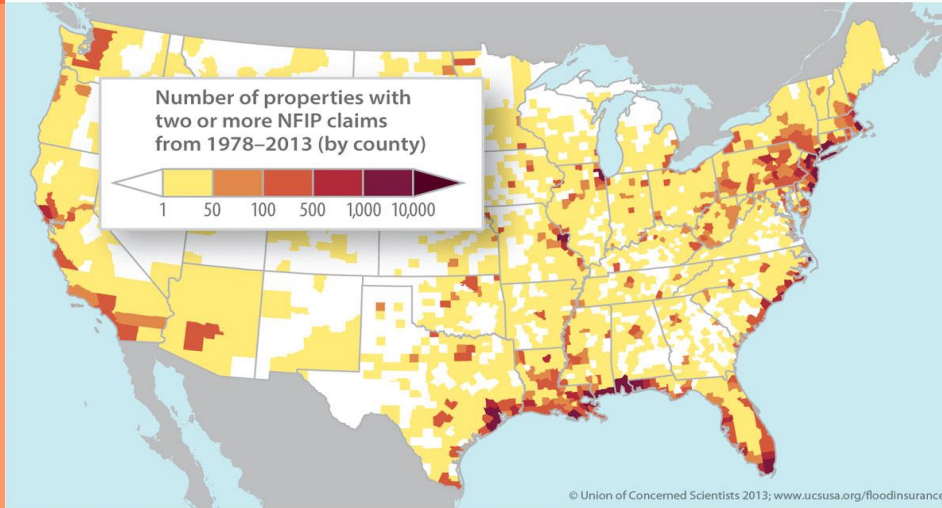 Number of properties with
two or more NFIP claims
from 1978–2013 (by county)
1 50 100 500 1,000 10,000
© Union of Concerned Scientists 2013; www.ucsusa.org/floodinsurance